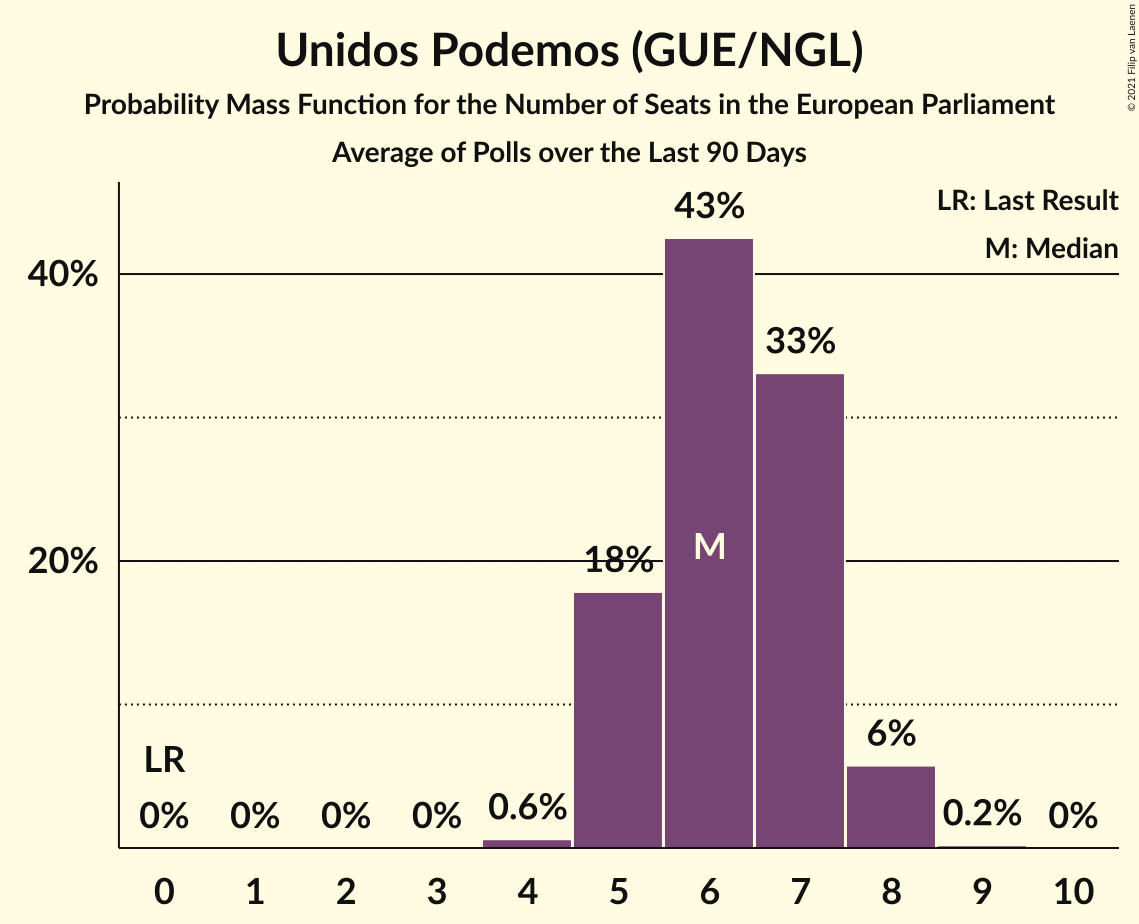 Unidos Podemos (GUE/NGL)
Probability Mass Function for the Number of Seats in the European Parliament
Average of Polls over the Last 90 Days
© 2021 Filip van Laenen
LR: Last Result
M: Median
43%
40%
33%
20%
18%
M
6%
LR
0%
0%
0%
0%
0.6%
0.2%
0%
0 1 2 3 4 5 6 7 8 9 10